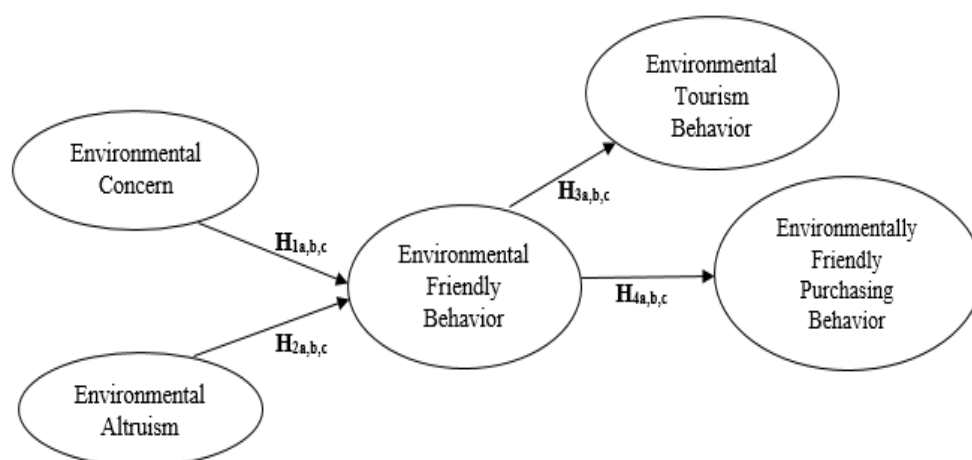 Environmental
Tourism
Behavior
Environmental
Concern
H3a,b,c
H1a,b,c
Environmental
Friendly
Behavior
Environmentally
Friendly
Purchasing
Behavior
H4a,b,c
H2a,b,c
Environmental
Altruism